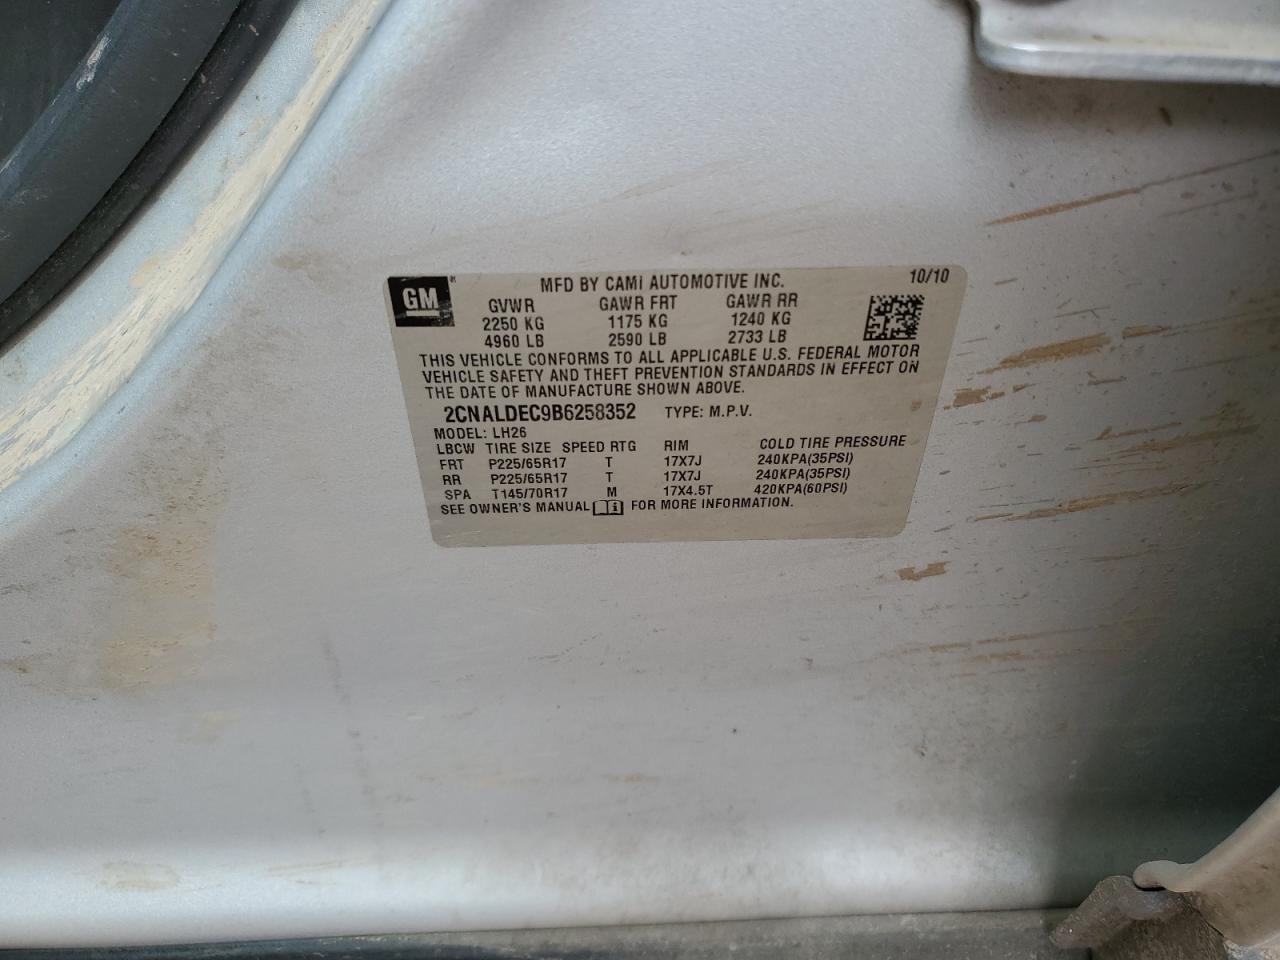 GM
MFD BY CAMI AUTOMOTIVE INC. 10/10
GVWR GAWR FRT GAWR RR
2250 KG 1175 KG 1240 KG
4960 LB 2590 LB 2733 LB
THIS VEHICLE CONFORMS TO ALL APPLICABLE U.S. FEDERAL MOTOR
VEHICLE SAFETY AND THEFT PREVENTION STANDARDS IN EFFECT ON
THE DATE OF MANUFACTURE SHOWN ABOVE.
2CNALDEC9B6258352 TYPE: M.P.V.
MODEL: LH26
LBCW TIRE SIZE SPEED RTG RIM COLD TIRE PRESSURE
FRT P225/65R17 T 17X7J 240KPA(35PSI)
RR P225/65R17 T 17X7J 240KPA(35PSI)
SPA T145/70R17 M 17X4.5T 420KPA(60PSI)
SEE OWNER'S MANUAL FOR MORE INFORMATION.